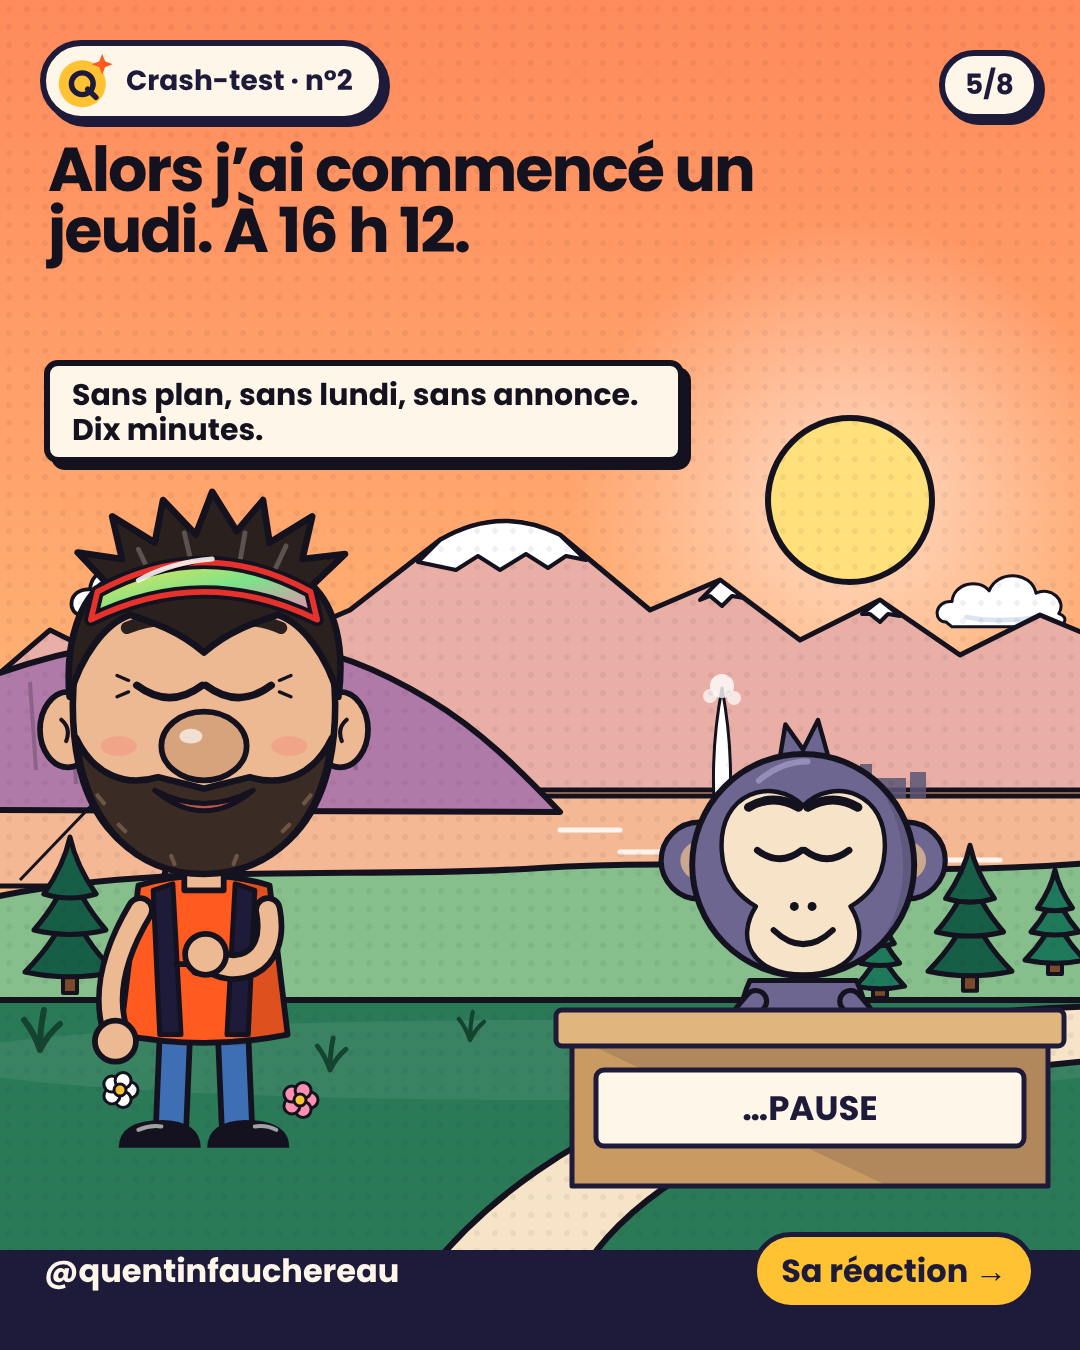 Q
Crash-test · n°2
5/8
Alors j’ai commencé un
jeudi. À 16 h 12.
Sans plan, sans lundi, sans annonce.
Dix minutes.
...PAUSE
@quentinfauchereau
Sa réaction →